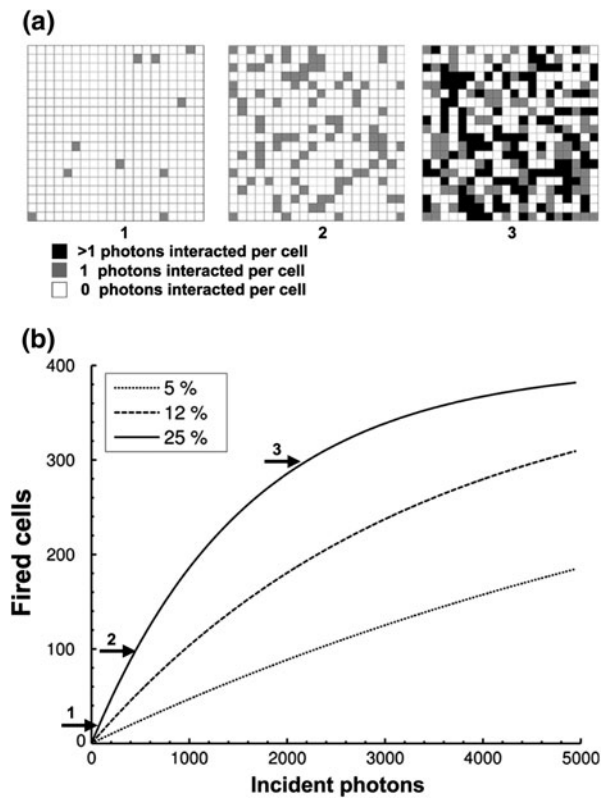 (a)
1 2 3
>1 photons interacted per cell
1 photons interacted per cell
0 photons interacted per cell
(b)
400
300
200
100
0
Fired cells
5 %
12 %
25 %
3
2
1
0 1000 2000 3000 4000 5000
Incident photons